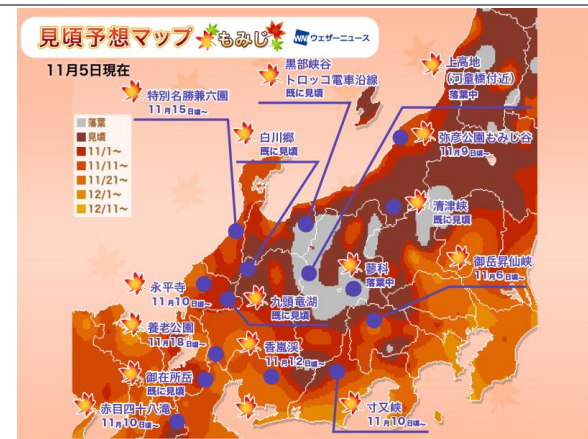 見頃予想マップ もみじ ウェザーニュース
11月5日現在
落葉
見頃
11/1～
11/11～
11/21～
12/1～
12/11～
特別名勝兼六園
11月15日頃～
黒部峡谷
トロッコ電車沿線
既に見頃
上高地
(河童橋付近)
落葉中
白川郷
既に見頃
弥彦公園もみじ谷
11月9日頃～
清津峡
既に見頃
御岳昇仙峡
11月6日頃～
蓼科
落葉中
永平寺
11月10日頃～
九頭竜湖
既に見頃
養老公園
11月18日頃～
香嵐渓
11月12日頃～
御在所岳
既に見頃
赤目四十八滝
11月10日頃～
寸又峡
11月10日頃～